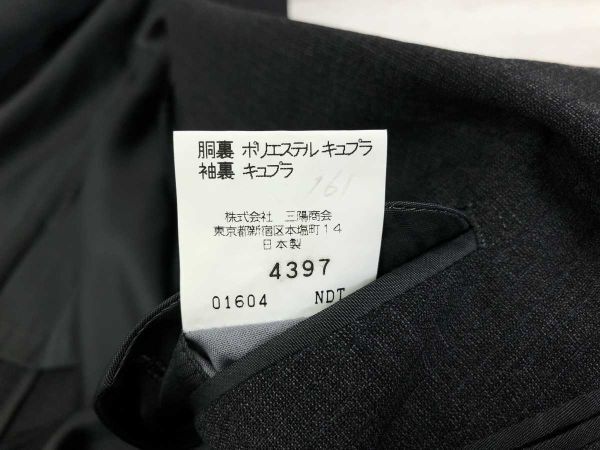 胴裏 ポリエステル キュプラ
袖裏 キュプラ
161
株式会社 三陽商会
東京都新宿区本塩町14
日本製
4397
01604 NDT